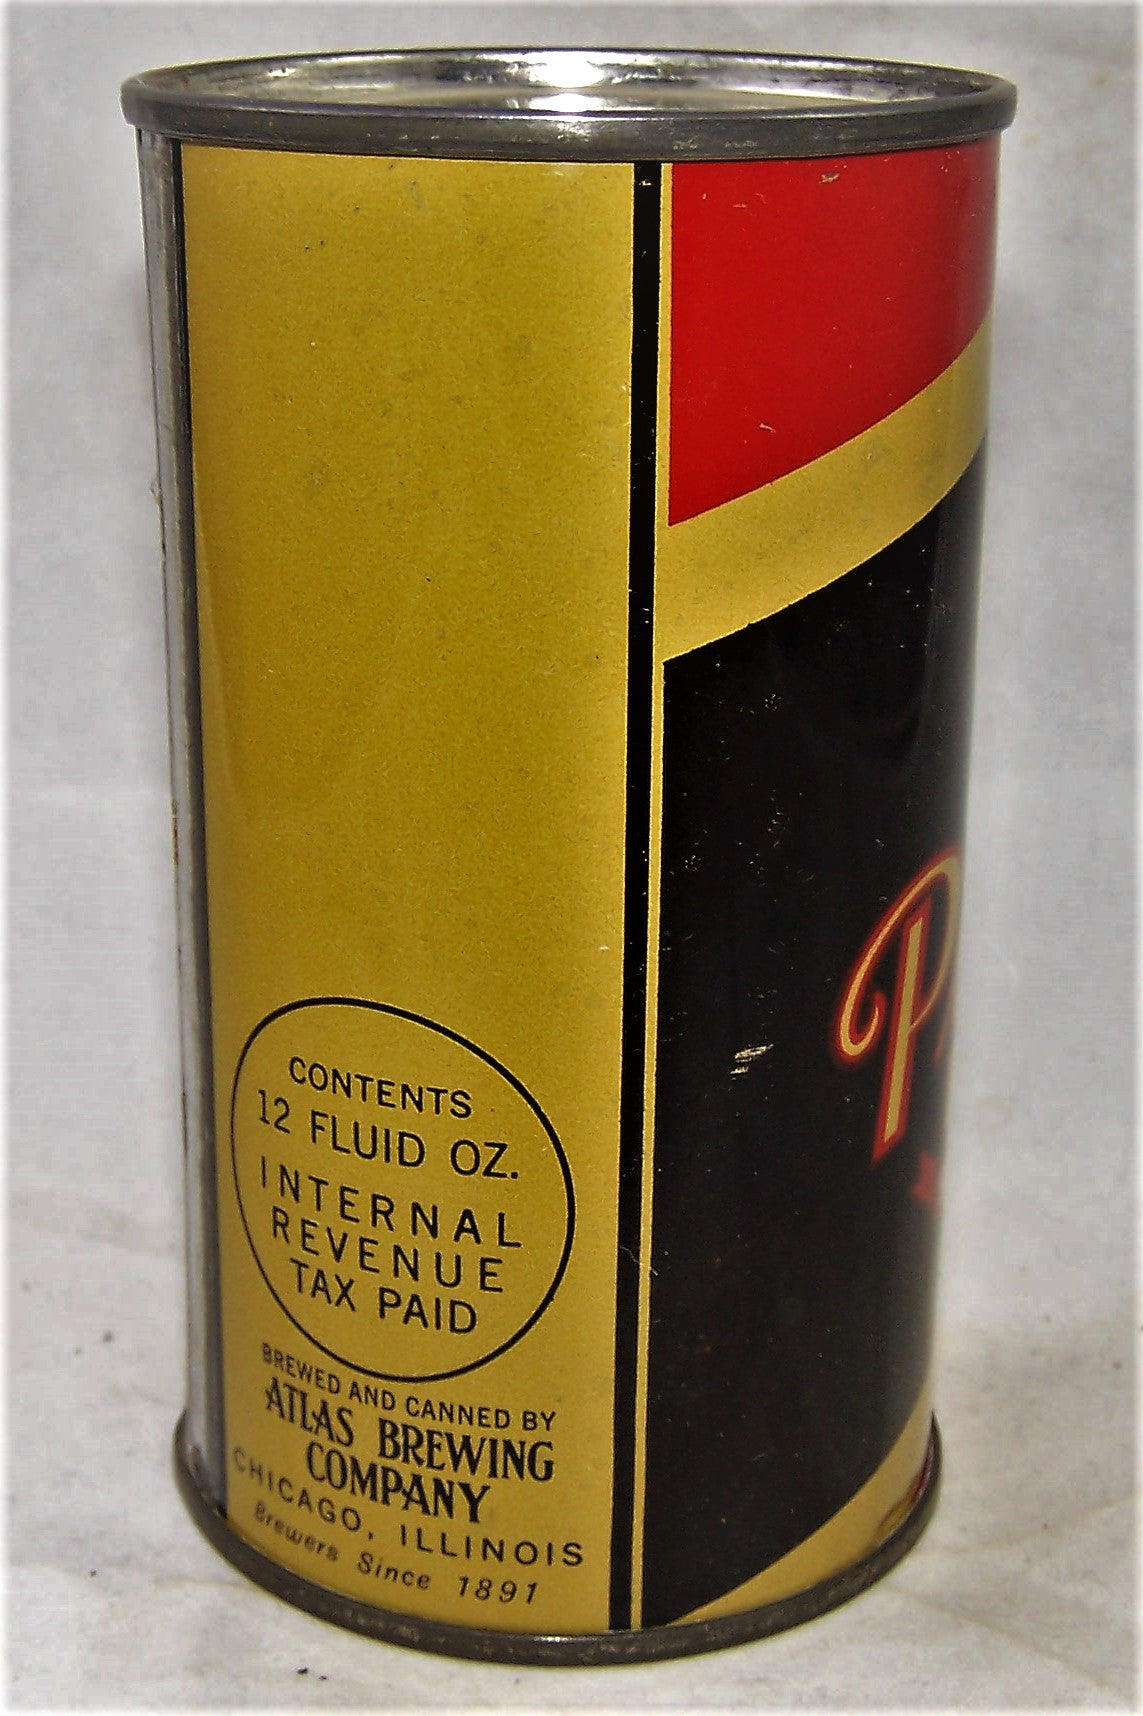 CONTENTS
12 FLUID OZ.
INTERNAL
REVENUE
TAX PAID
BREWED AND CANNED BY
ATLAS BREWING
COMPANY
CHICAGO, ILLINOIS
Brewers Since 1891